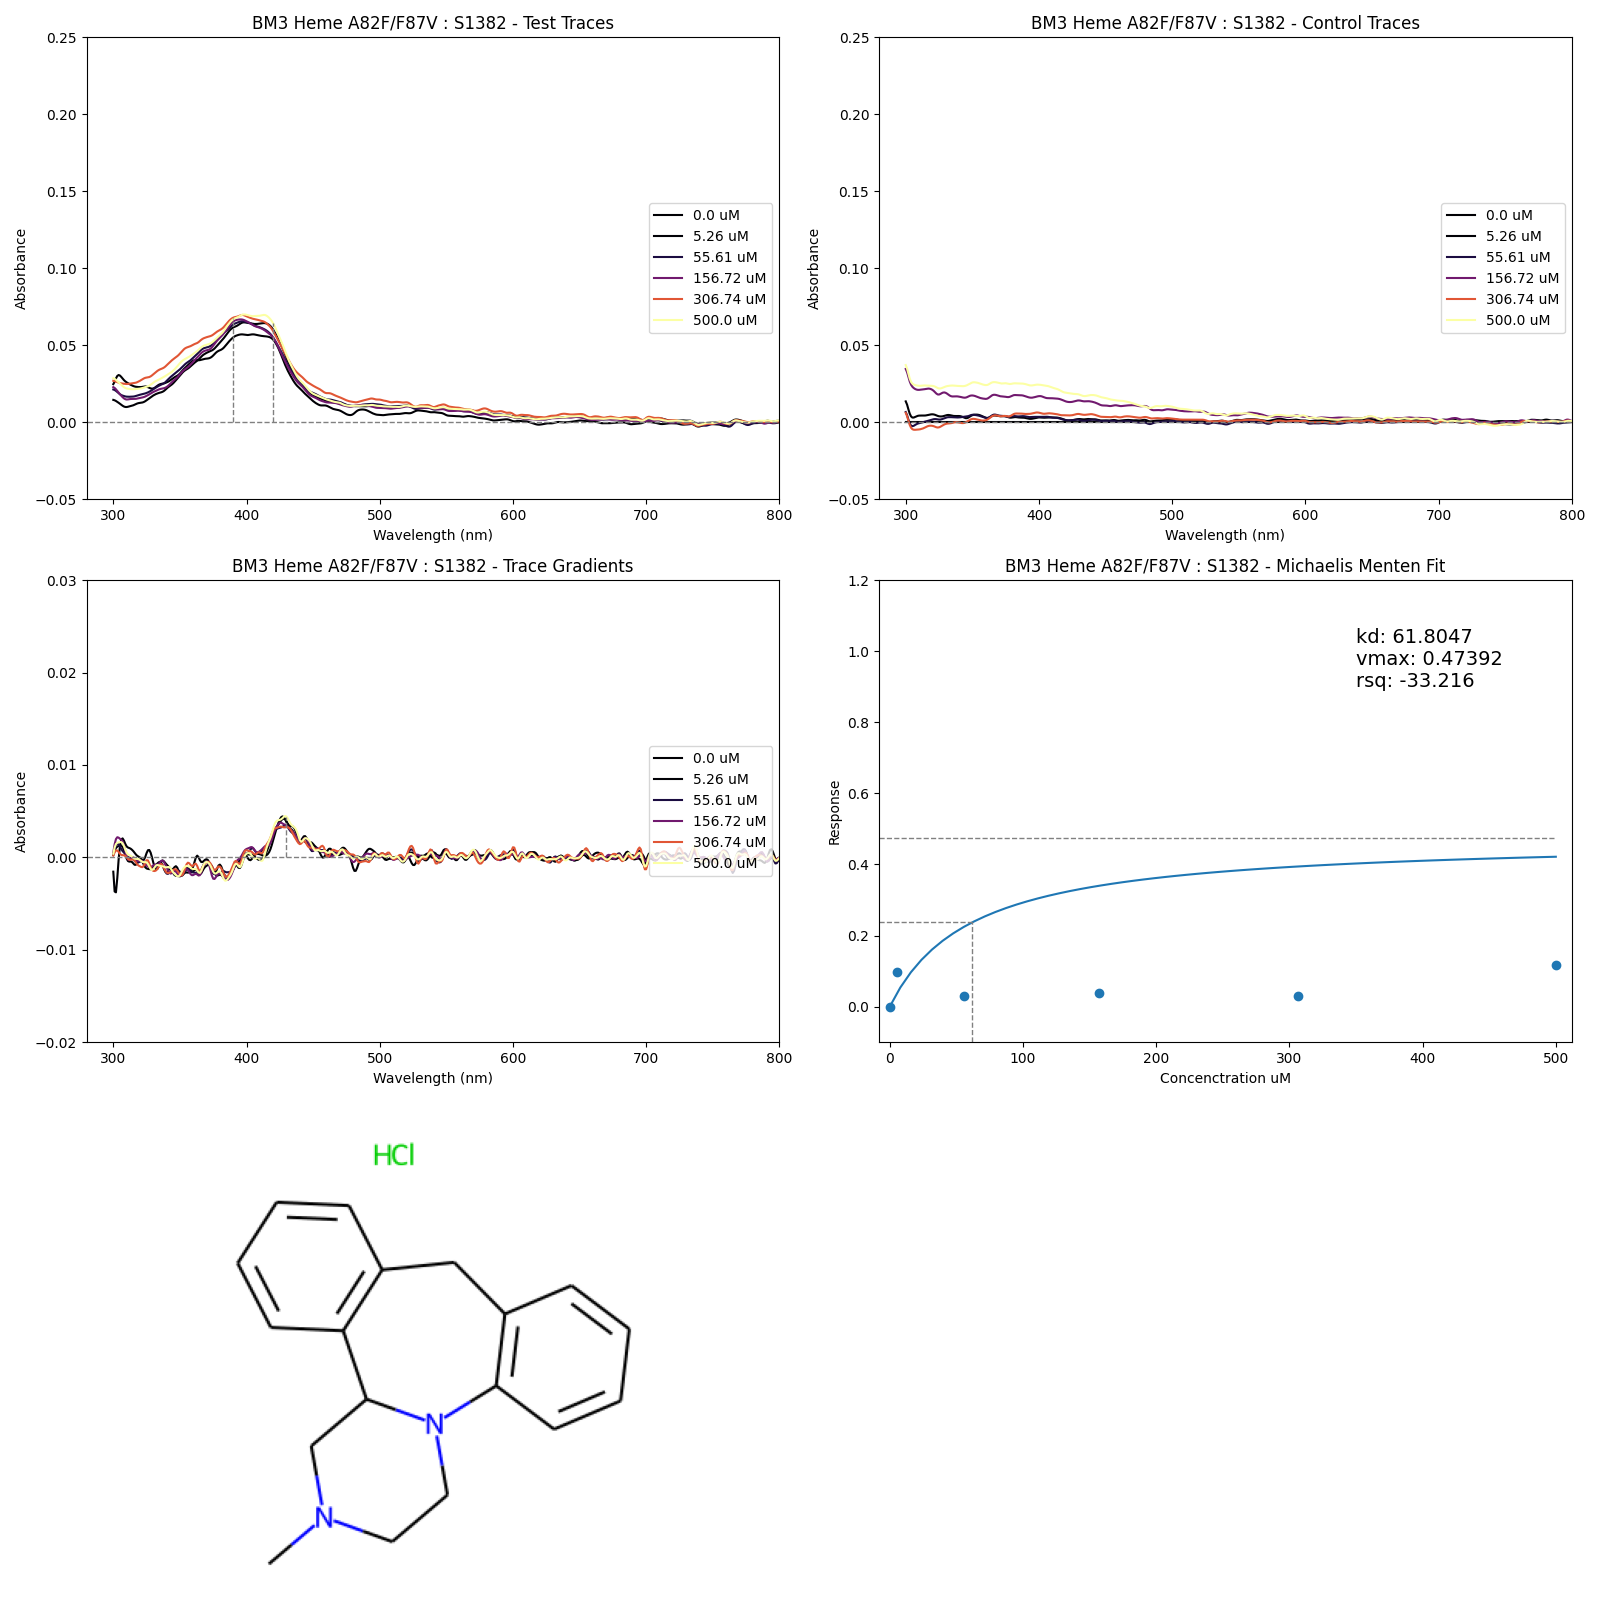 BM3 Heme A82F/F87V : S1382 - Test Traces
0.25
0.20
0.15
0.10
0.05
0.00
−0.05
Absorbance
300
400
500
600
700
800
Wavelength (nm)
0.0 uM
5.26 uM
55.61 uM
156.72 uM
306.74 uM
500.0 uM
BM3 Heme A82F/F87V : S1382 - Control Traces
0.25
0.20
0.15
0.10
0.05
0.00
−0.05
Absorbance
300
400
500
600
700
800
Wavelength (nm)
0.0 uM
5.26 uM
55.61 uM
156.72 uM
306.74 uM
500.0 uM
BM3 Heme A82F/F87V : S1382 - Trace Gradients
0.03
0.02
0.01
0.00
−0.01
−0.02
Absorbance
300
400
500
600
700
800
Wavelength (nm)
0.0 uM
5.26 uM
55.61 uM
156.72 uM
306.74 uM
500.0 uM
BM3 Heme A82F/F87V : S1382 - Michaelis Menten Fit
1.2
1.0
0.8
0.6
0.4
0.2
0.0
Response
kd: 61.8047
vmax: 0.47392
rsq: -33.216
0
100
200
300
400
500
Concenctration uM
HCl
N
N